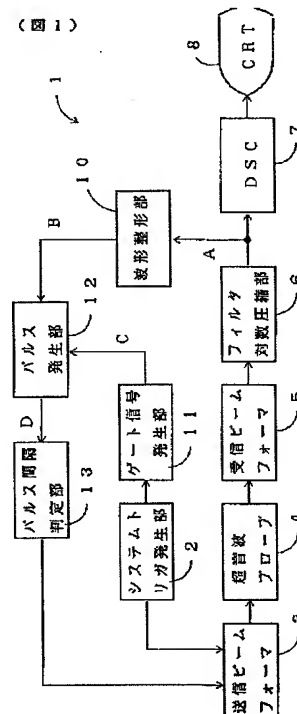 (図1)
1
パルス間隔
判定部
13
D
パルス
発生部
12
B
波形整形部
10
システムト
リガ発生部
2
ゲート信号
発生部
11
C
A
送信ビーム
フォーマ
3
超音波
プローブ
4
受信ビーム
フォーマ
5
フィルタ
対数圧縮部
6
DSC
7
CRT
8